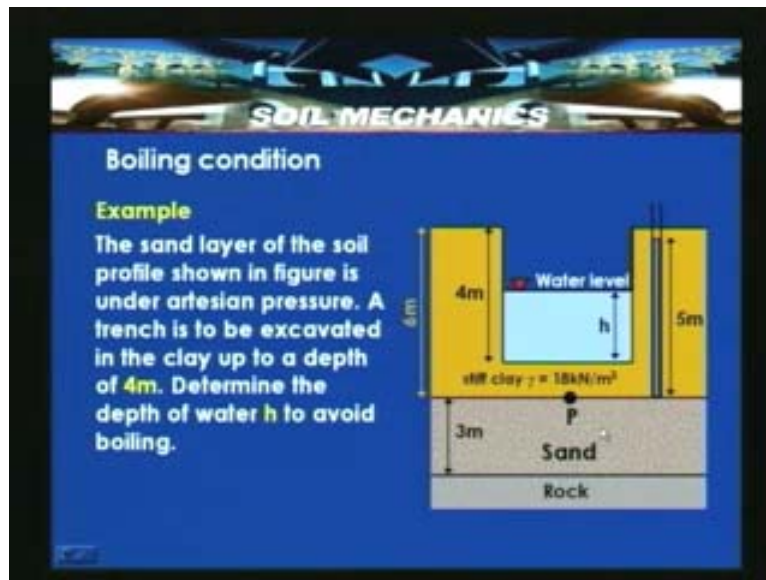 SOIL MECHANICS
Boiling condition
Example
The sand layer of the soil
profile shown in figure is
under artesian pressure. A
trench is to be excavated
in the clay up to a depth
of 4m. Determine the
depth of water h to avoid
boiling.
Water level
4m
6m
h
5m
stiff clay γ = 18kN/m³
P
3m
Sand
Rock